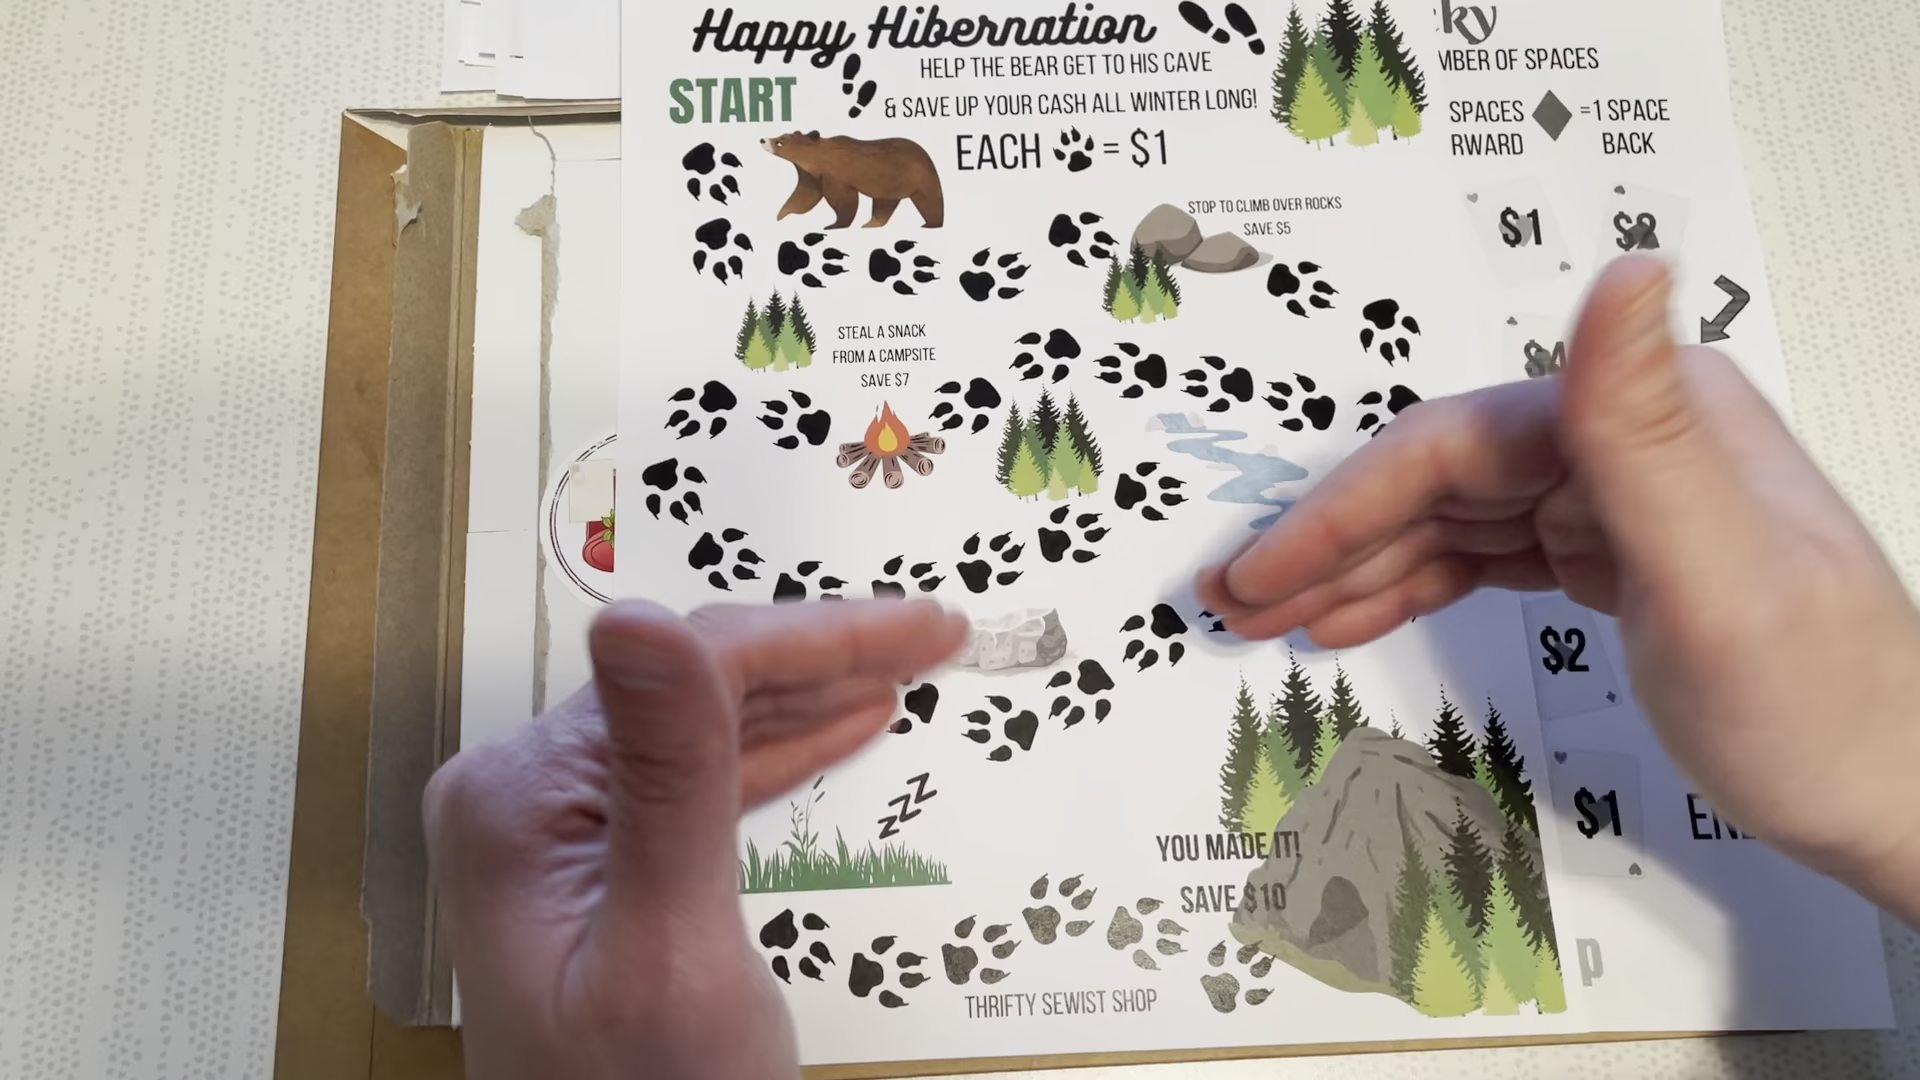 Happy Hibernation
START
HELP THE BEAR GET TO HIS CAVE
& SAVE UP YOUR CASH ALL WINTER LONG!
EACH = $1
STOP TO CLIMB OVER ROCKS
SAVE $5
STEAL A SNACK
FROM A CAMPSITE
SAVE $7
ZZZ
YOU MADE IT!
SAVE $10
THRIFTY SEWIST SHOP
OF SPACES
SPACES =1 SPACE
BACK
$1 $2
$4
$2
$1